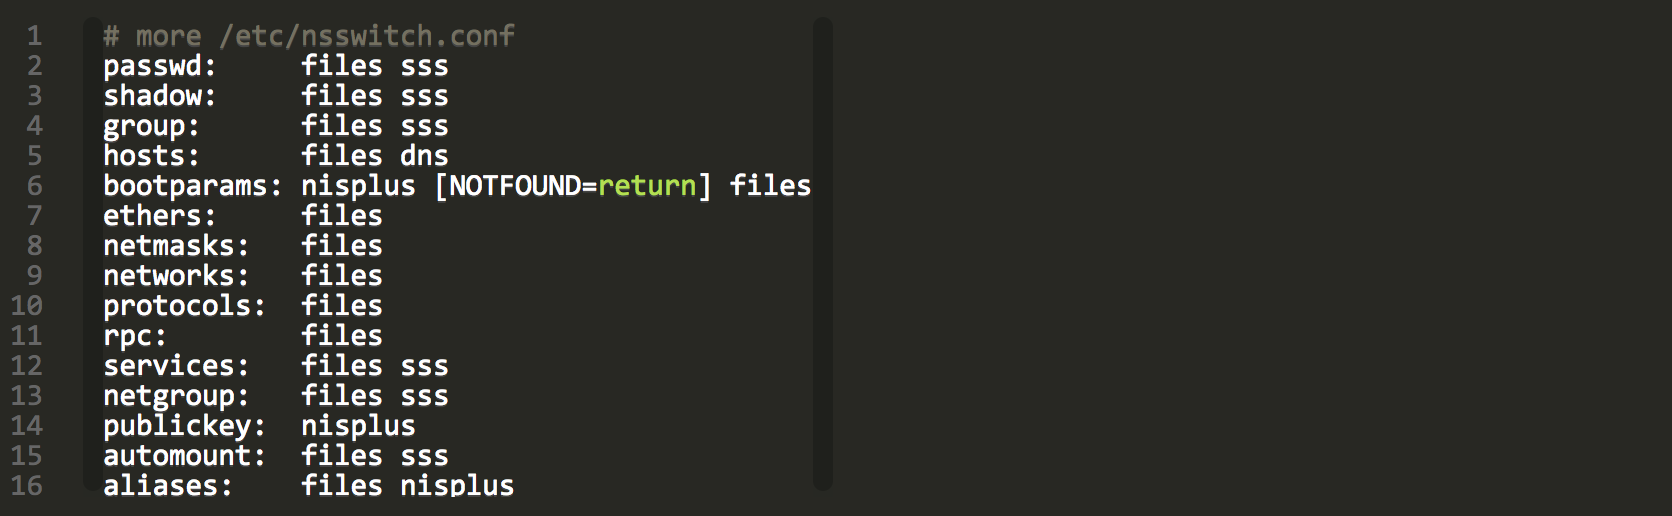 1 # more /etc/nsswitch.conf
2 passwd:     files sss
3 shadow:     files sss
4 group:      files sss
5 hosts:      files dns
6 bootparams: nisplus [NOTFOUND=return] files
7 ethers:     files
8 netmasks:   files
9 networks:   files
10 protocols:  files
11 rpc:        files
12 services:   files sss
13 netgroup:   files sss
14 publickey:  nisplus
15 automount:  files sss
16 aliases:    files nisplus